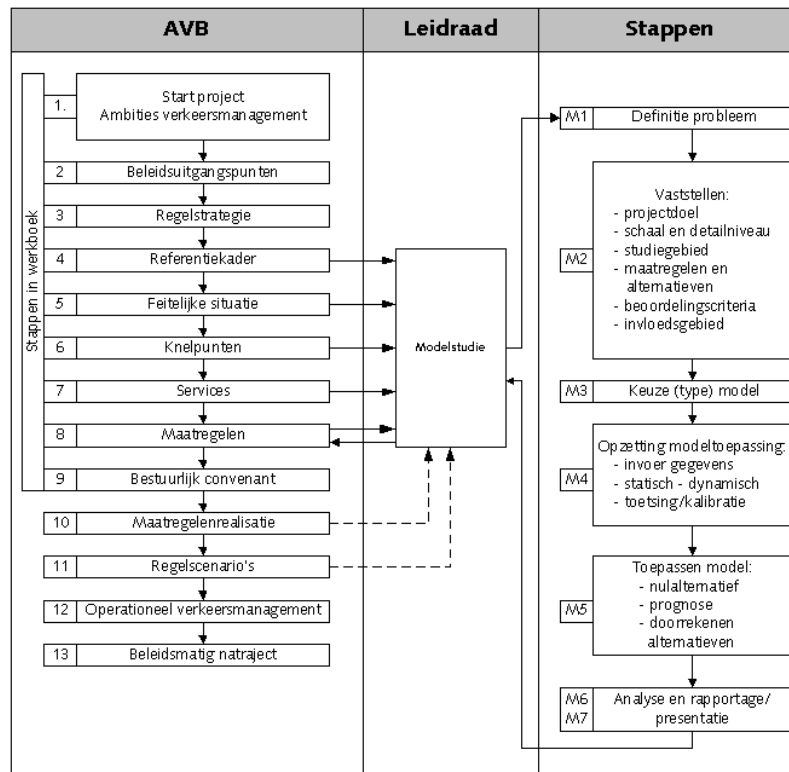 AVB
Leidraad
Stappen
Stappen in werkboek
1.
Start project
Ambities verkeersmanagement
2
Beleidsuitgangspunten
3
Regelstrategie
4
Referentiekader
5
Feitelijke situatie
6
Knelpunten
7
Services
8
Maatregelen
9
Bestuurlijk convenant
10
Maatregelenrealisatie
11
Regelscenario's
12
Operationeel verkeersmanagement
13
Beleidsmatig natraject
Modelstudie
M1
Definitie probleem
M2
Vaststellen:
- projectdoel
- schaal en detailniveau
- studiegebied
- maatregelen en
alternatieven
- beoordelingscriteria
- invloedsgebied
M3
Keuze (type) model
M4
Opzetting modeltoepassing:
- invoer gegevens
- statisch - dynamisch
- toetsing/kalibratie
M5
Toepassen model:
- nulalternatief
- prognose
- doorrekenen
alternatieven
M6
M7
Analyse en rapportage/
presentatie